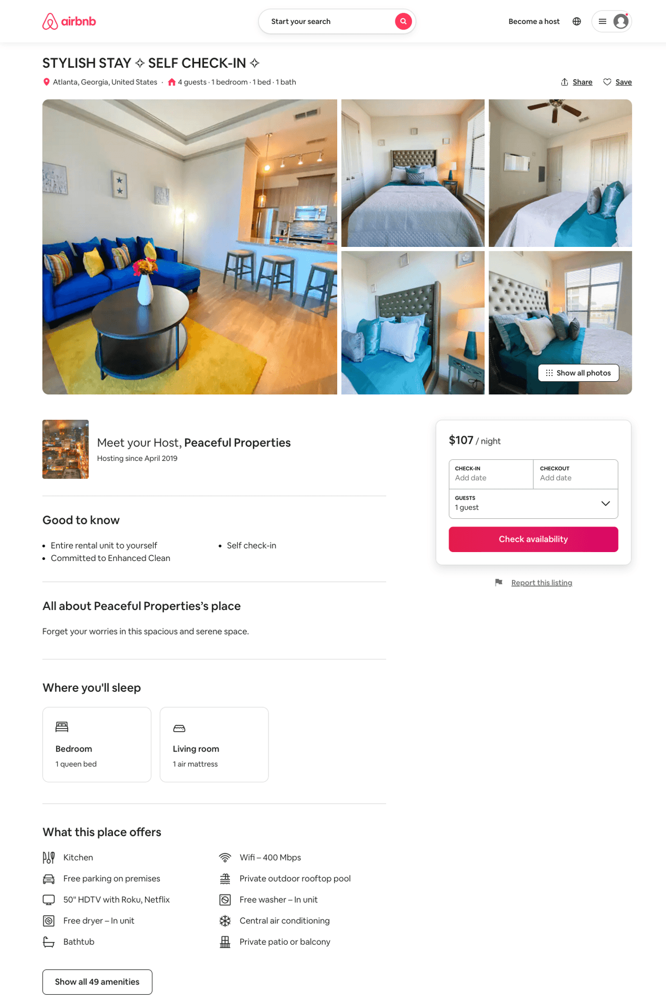 airbnb
Start your search
Become a host
STYLISH STAY ✧ SELF CHECK-IN ✧
Atlanta, Georgia, United States · 4 guests · 1 bedroom · 1 bed · 1 bath
Share
Save
Show all photos
Meet your Host, Peaceful Properties
Hosting since April 2019
$107 / night
CHECK-IN
Add date
CHECKOUT
Add date
GUESTS
1 guest
Check availability
Report this listing
Good to know
• Entire rental unit to yourself
• Self check-in
• Committed to Enhanced Clean
All about Peaceful Properties’s place
Forget your worries in this spacious and serene space.
Where you'll sleep
Bedroom
1 queen bed
Living room
1 air mattress
What this place offers
Kitchen
Wifi – 400 Mbps
Free parking on premises
Private outdoor rooftop pool
50" HDTV with Roku, Netflix
Free washer – In unit
Free dryer – In unit
Central air conditioning
Bathtub
Private patio or balcony
Show all 49 amenities